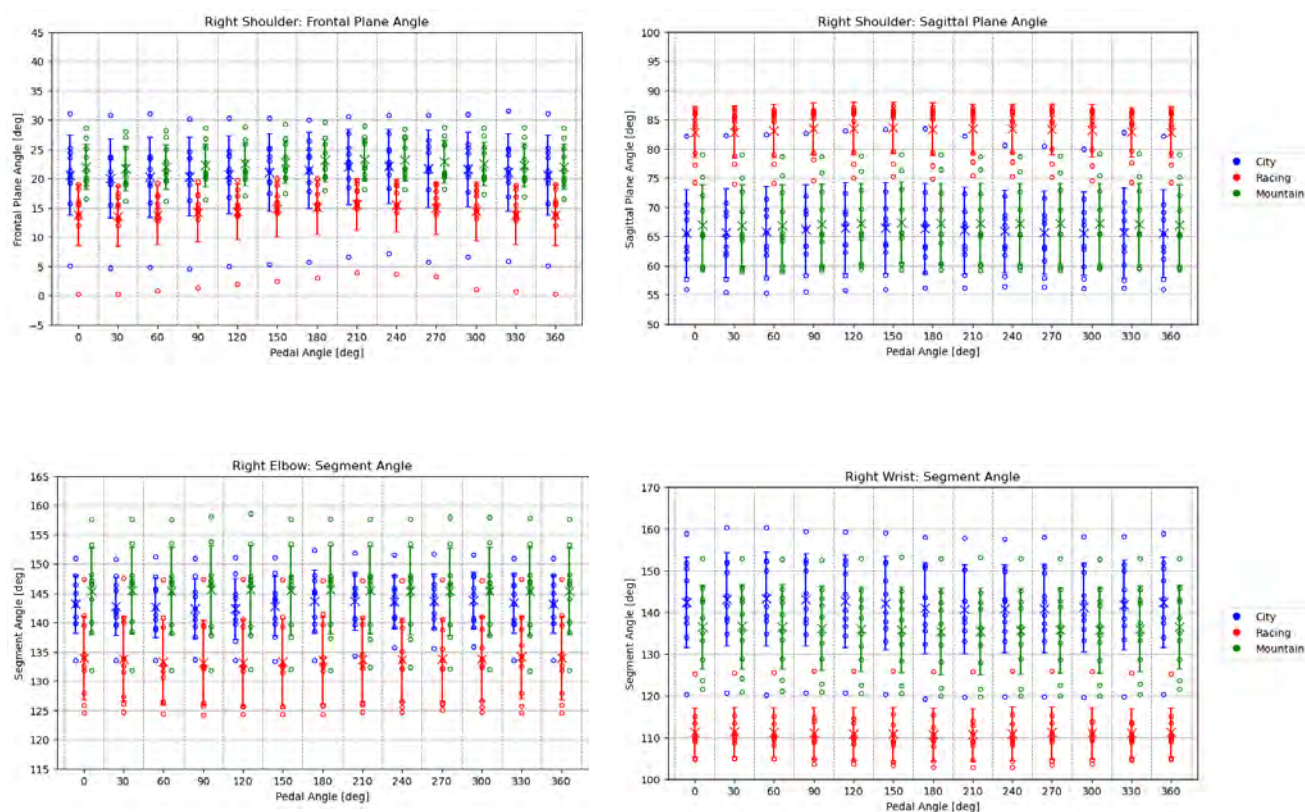 Right Shoulder: Frontal Plane Angle
Frontal Plane Angle [deg]
45
40
35
30
25
20
15
10
5
0
−5
0 30 60 90 120 150 180 210 240 270 300 330 360
Pedal Angle [deg]
Right Shoulder: Sagittal Plane Angle
Sagittal Plane Angle [deg]
100
95
90
85
80
75
70
65
60
55
50
0 30 60 90 120 150 180 210 240 270 300 330 360
Pedal Angle [deg]
City
Racing
Mountain
Right Elbow: Segment Angle
Segment Angle [deg]
165
160
155
150
145
140
135
130
125
120
115
0 30 60 90 120 150 180 210 240 270 300 330 360
Pedal Angle [deg]
Right Wrist: Segment Angle
Segment Angle [deg]
170
160
150
140
130
120
110
100
0 30 60 90 120 150 180 210 240 270 300 330 360
Pedal Angle [deg]
City
Racing
Mountain